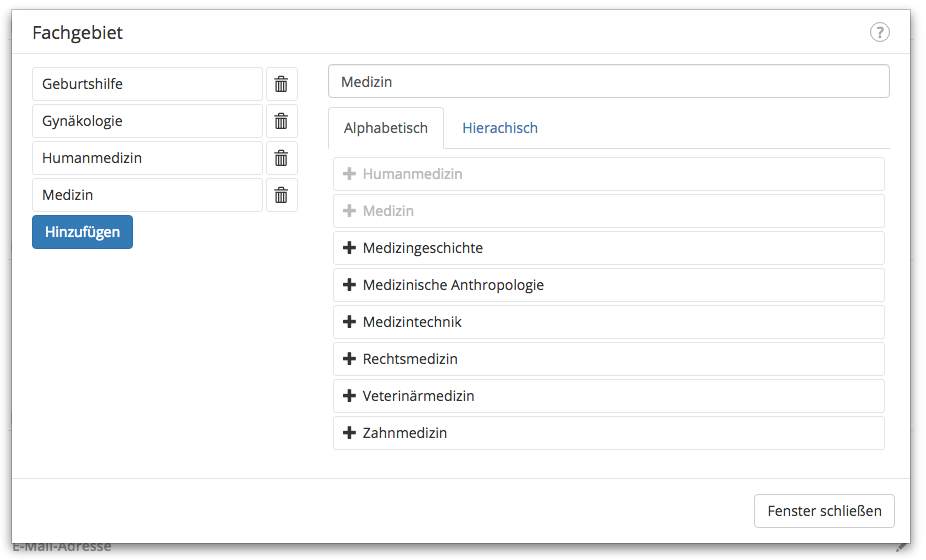 Fachgebiet
?
Geburtshilfe
Gynäkologie
Humanmedizin
Medizin
Hinzufügen
Medizin
Alphabetisch Hierachisch
Humanmedizin
Medizin
Medizingeschichte
Medizinische Anthropologie
Medizintechnik
Rechtsmedizin
Veterinärmedizin
Zahnmedizin
Fenster schließen
E-Mail-Adresse